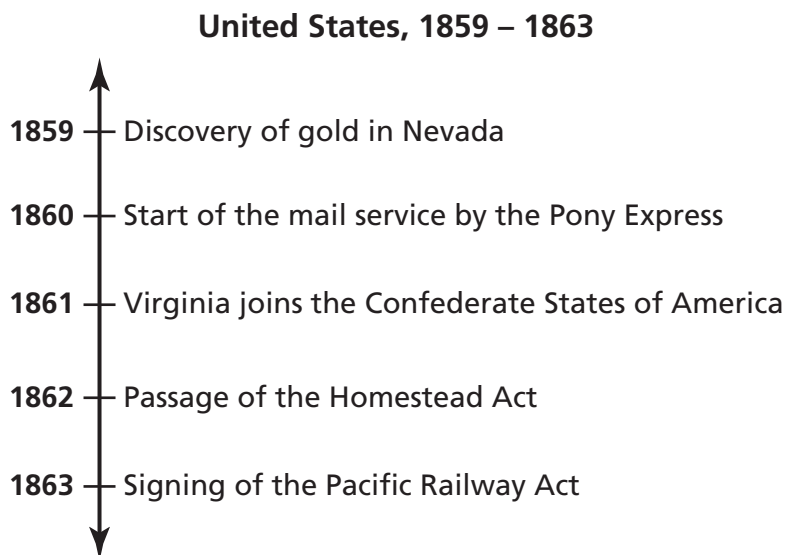 United States, 1859 – 1863
1859 Discovery of gold in Nevada
1860 Start of the mail service by the Pony Express
1861 Virginia joins the Confederate States of America
1862 Passage of the Homestead Act
1863 Signing of the Pacific Railway Act